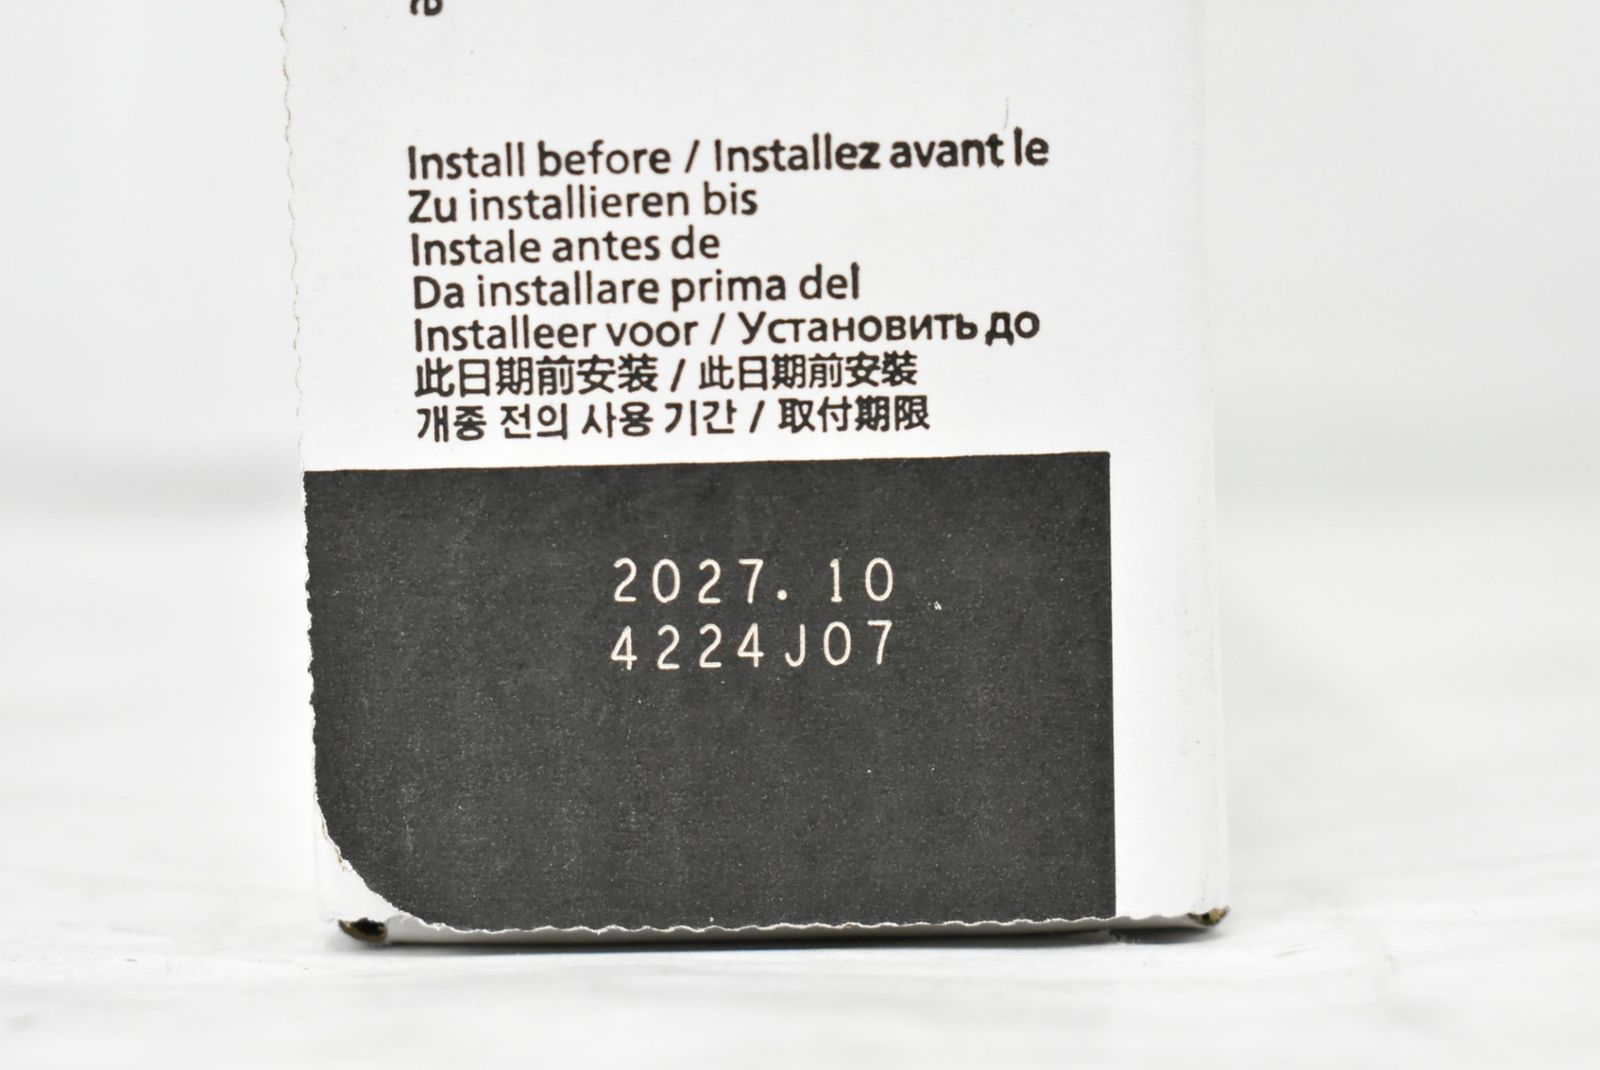 Install before / Installez avant le
Zu installieren bis
Instale antes de
Da installare prima del
Installeer voor / Установить до
此日期前安装 / 此日期前安裝
개중 전의 사용 기간 / 取付期限
2027.10
4224J07